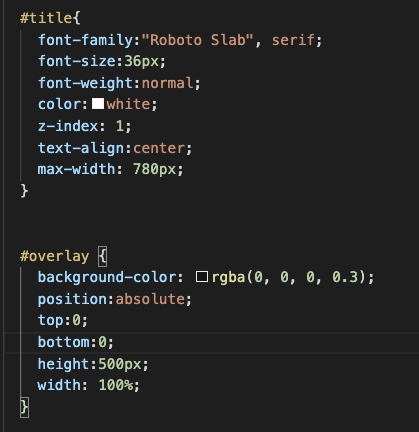 #title{
font-family:"Roboto Slab", serif;
font-size:36px;
font-weight:normal;
color:white;
z-index: 1;
text-align:center;
max-width: 780px;
}
#overlay {
background-color: rgba(0, 0, 0, 0.3);
position:absolute;
top:0;
bottom:0;
height:500px;
width: 100%;
}